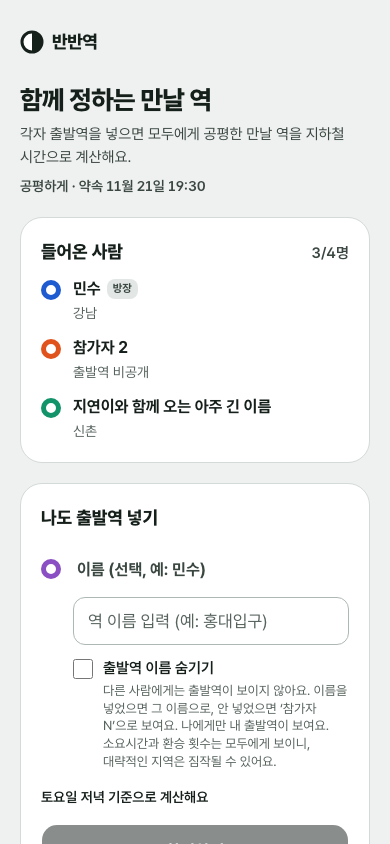 반반역
함께 정하는 만날 역
각자 출발역을 넣으면 모두에게 공평한 만날 역을 지하철
시간으로 계산해요.
공평하게 · 약속 11월 21일 19:30
들어온 사람
3/4명
민수 방장
강남
참가자 2
출발역 비공개
지연이와 함께 오는 아주 긴 이름
신촌
나도 출발역 넣기
이름 (선택, 예: 민수)
역 이름 입력 (예: 홍대입구)
출발역 이름 숨기기
다른 사람에게는 출발역이 보이지 않아요. 이름을
넣었으면 그 이름으로, 안 넣었으면 ‘참가자
N’으로 보여요. 나에게만 내 출발역이 보여요.
소요시간과 환승 횟수는 모두에게 보이니,
대략적인 지역은 짐작될 수 있어요.
토요일 저녁 기준으로 계산해요